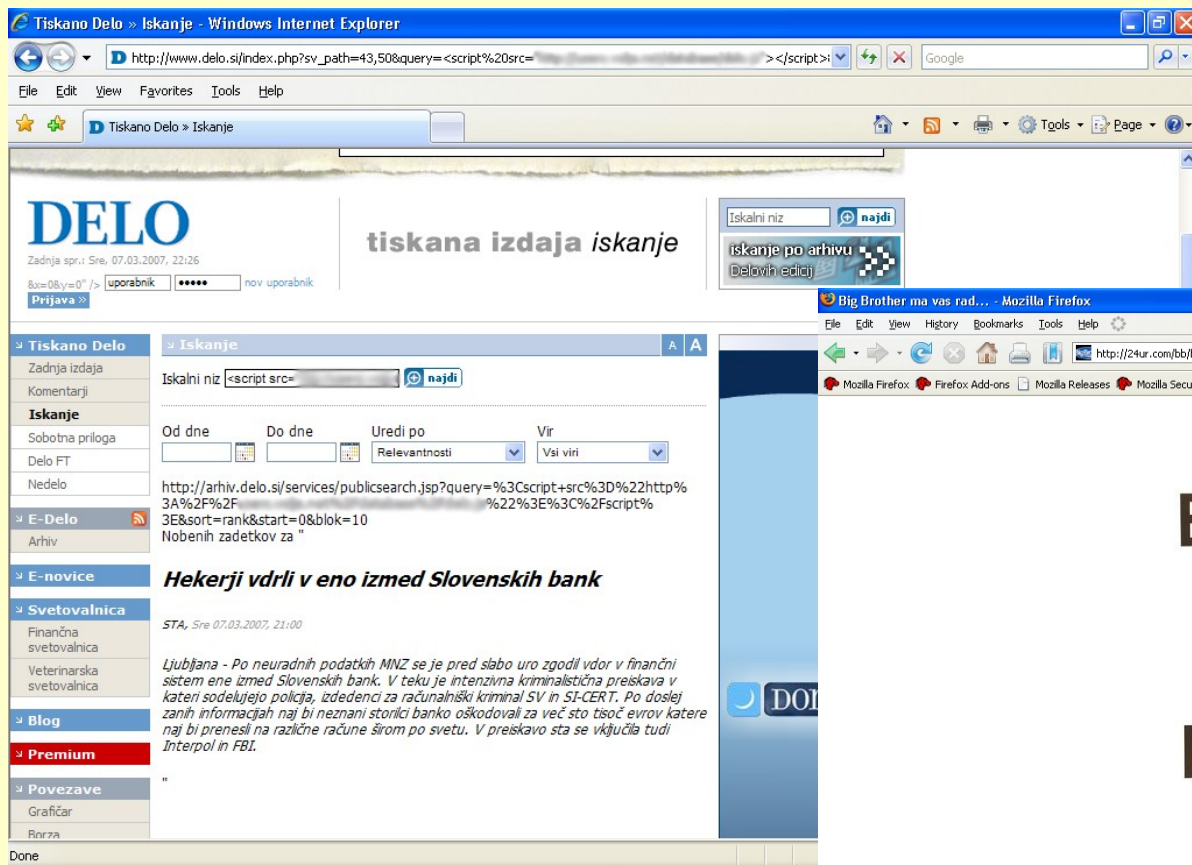 Tiskano Delo » Iskanje - Windows Internet Explorer
http://www.delo.si/index.php?sv_path=43,50&query=<script%20src=" "></script>
Google
File Edit View Favorites Tools Help
Tiskano Delo » Iskanje
Tools Page
DELO
Zadnja spr.: Sre, 07.03.2007, 22:26
&x=0&y=0" /> uporabnik ••••• nov uporabnik
Prijava »
tiskana izdaja iskanje
Iskalni niz najdi
iskanje po arhivu
Delovih edicij
Tiskano Delo
Zadnja izdaja
Komentarji
Iskanje
Sobotna priloga
Delo FT
Nedelo
E-Delo
Arhiv
E-novice
Svetovalnica
Finančna
svetovalnica
Veterinarska
svetovalnica
Blog
Premium
Povezave
Grafičar
Borza
» Iskanje A A
Iskalni niz <script src= najdi
Od dne Do dne Uredi po Vir
Relevantnosti Vsi viri
http://arhiv.delo.si/services/publicsearch.jsp?query=%3Cscript+src%3D%22http%
3A%2F%2F %22%3E%3C%2Fscript%
3E&sort=rank&start=0&blok=10
Nobenih zadetkov za "
Hekerji vdrli v eno izmed Slovenskih bank
STA, Sre 07.03.2007, 21:00
Ljubljana - Po neuradnih podatkih MNZ se je pred slabo uro zgodil vdor v finančni
sistem ene izmed Slovenskih bank. V teku je intenzivna kriminalistična preiskava v
kateri sodelujejo policija, izdedenci za računalniški kriminal SV in SI-CERT. Po doslej
zanih informacijah naj bi neznani storilci banko oškodovali za več sto tisoč evrov katere
naj bi prenesli na različne račune širom po svetu. V preiskavo sta se vključila tudi
Interpol in FBI.
"
Done
Big Brother ma vas rad... - Mozilla Firefox
File Edit View History Bookmarks Tools Help
http://24ur.com/bb/
Mozilla Firefox Firefox Add-ons Mozilla Releases Mozilla Secu